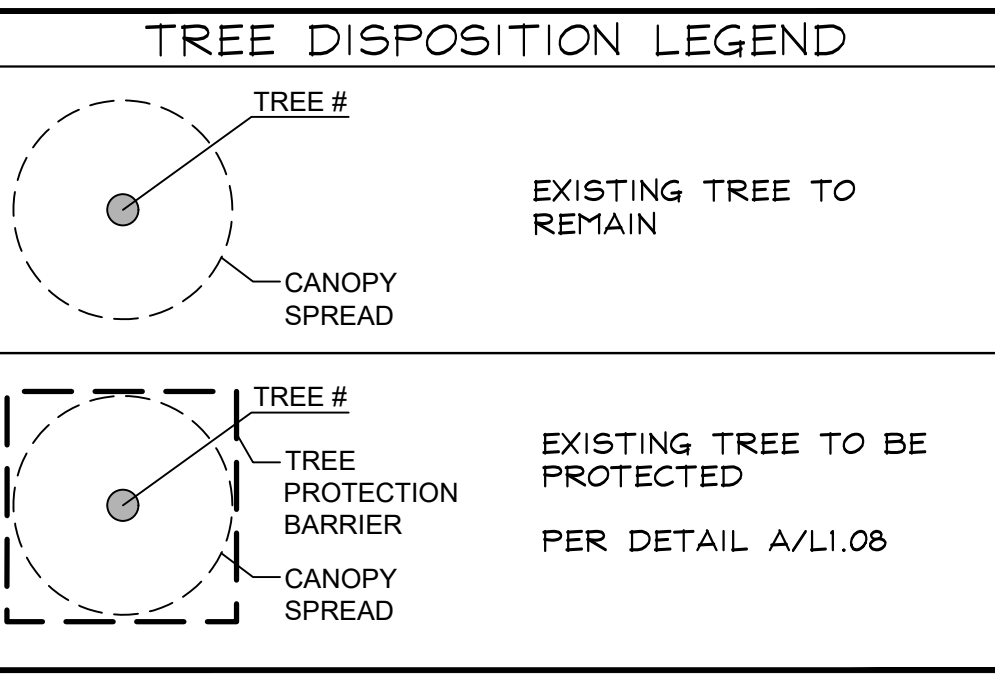 TREE DISPOSITION LEGEND
TREE #
CANOPY
SPREAD
EXISTING TREE TO
REMAIN
TREE #
TREE
PROTECTION
BARRIER
CANOPY
SPREAD
EXISTING TREE TO BE
PROTECTED
PER DETAIL A/L1.08